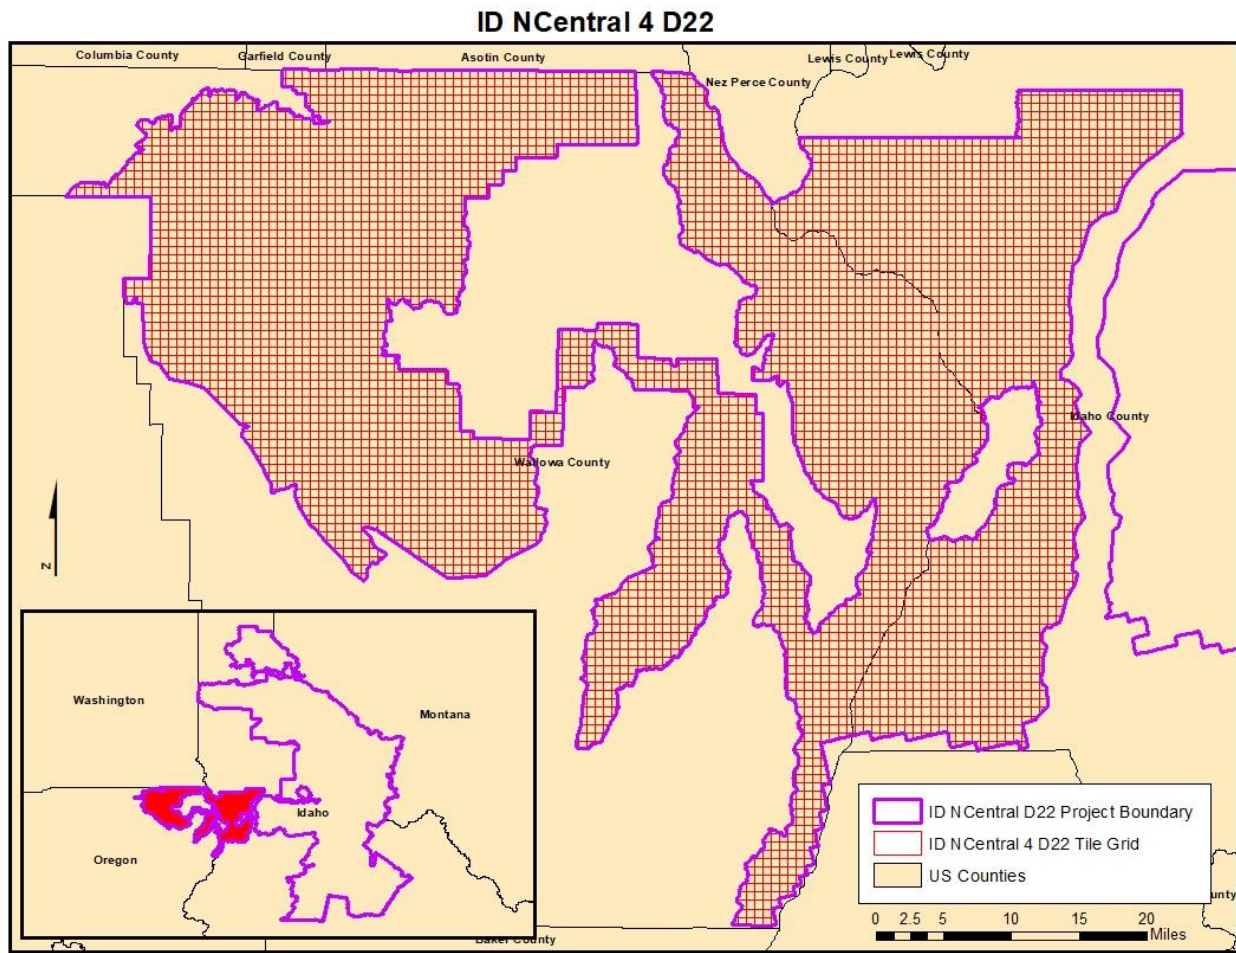 ID NCentral 4 D22
Columbia County
Garfield County
Asotin County
Lewis County
Lewis County
Nez Perce County
Idaho County
Wallowa County
N
Washington
Montana
Idaho
Oregon
ID NCentral D22 Project Boundary
ID NCentral 4 D22 Tile Grid
US Counties
ounty
0 2.5 5 10 15 20
Miles
Baker County